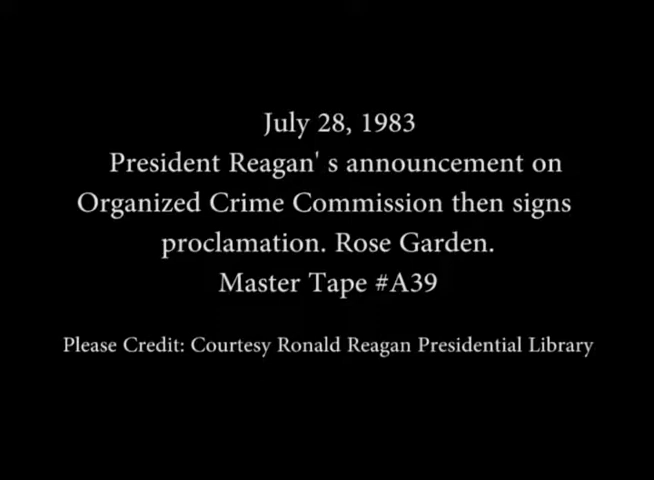 July 28, 1983
President Reagan' s announcement on
Organized Crime Commission then signs
proclamation. Rose Garden.
Master Tape #A39
Please Credit: Courtesy Ronald Reagan Presidential Library